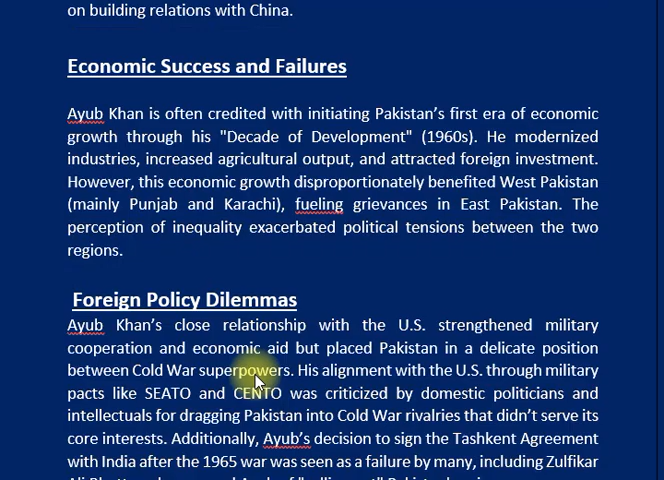 on building relations with China.
Economic Success and Failures
Ayub Khan is often credited with initiating Pakistan's first era of economic
growth through his "Decade of Development" (1960s). He modernized
industries, increased agricultural output, and attracted foreign investment.
However, this economic growth disproportionately benefited West Pakistan
(mainly Punjab and Karachi), fueling grievances in East Pakistan. The
perception of inequality exacerbated political tensions between the two
regions.
Foreign Policy Dilemmas
Ayub Khan's close relationship with the U.S. strengthened military
cooperation and economic aid but placed Pakistan in a delicate position
between Cold War superpowers. His alignment with the U.S. through military
pacts like SEATO and CENTO was criticized by domestic politicians and
intellectuals for dragging Pakistan into Cold War rivalries that didn't serve its
core interests. Additionally, Ayub's decision to sign the Tashkent Agreement
with India after the 1965 war was seen as a failure by many, including Zulfikar